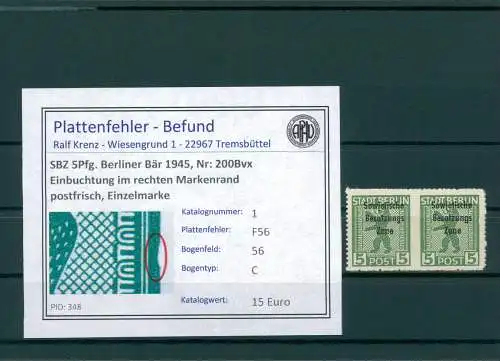 Plattenfehler - Befund
Ralf Krenz - Wiesengrund 1 - 22967 Tremsbüttel
SBZ 5Pfg. Berliner Bär 1945, Nr: 200Bvx
Einbuchtung im rechten Markenrand
postfrisch, Einzelmarke
Katalognummer: 1
Plattenfehler: F56
Bogenfeld: 56
Bogentyp: C
Katalogwert: 15 Euro
PID: 348
STADT BERLIN STADT BERLIN
Sowjetische Sowjetische
Besatzungs Besatzungs
Zone Zone
5 POST 5 5 POST 5